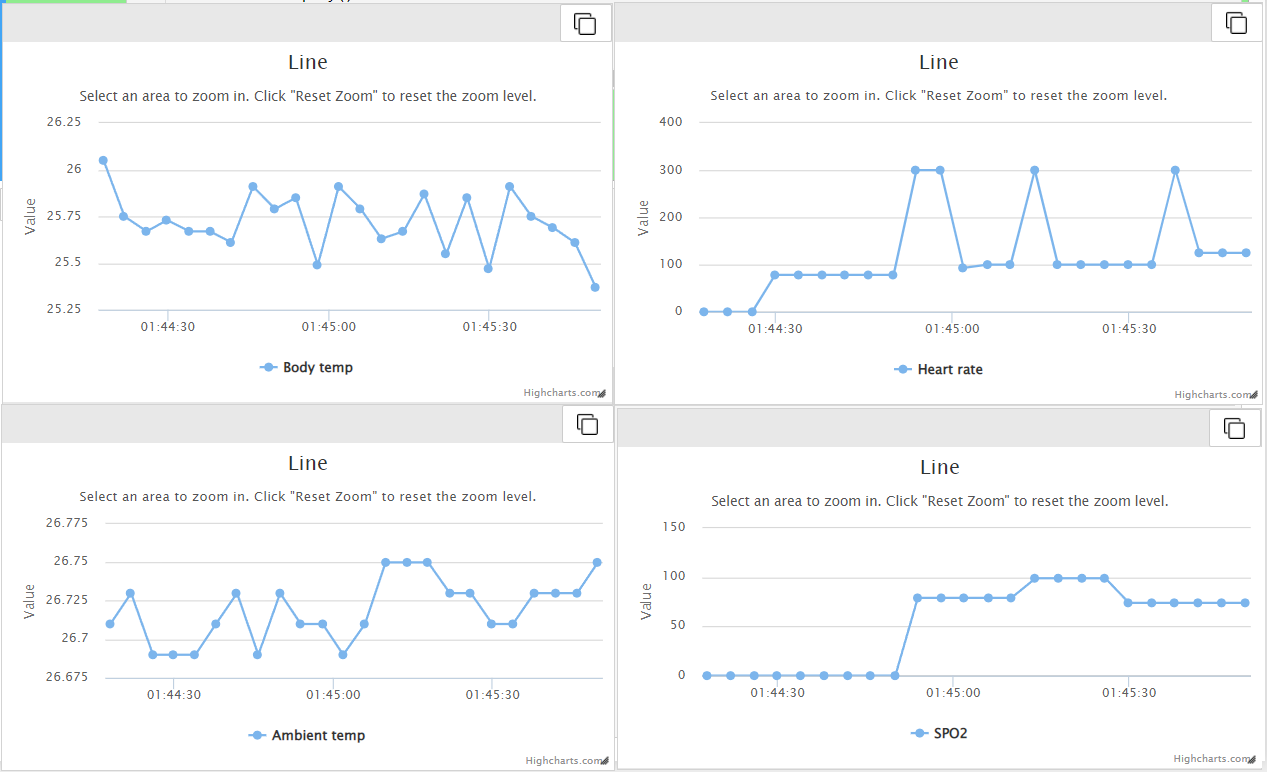 Line
Select an area to zoom in. Click "Reset Zoom" to reset the zoom level.
26.25
26
25.75
25.5
25.25
Value
01:44:30 01:45:00 01:45:30
Body temp
Highcharts.com
Line
Select an area to zoom in. Click "Reset Zoom" to reset the zoom level.
400
300
200
100
0
Value
01:44:30 01:45:00 01:45:30
Heart rate
Highcharts.com
Line
Select an area to zoom in. Click "Reset Zoom" to reset the zoom level.
26.775
26.75
26.725
26.7
26.675
Value
01:44:30 01:45:00 01:45:30
Ambient temp
Highcharts.com
Line
Select an area to zoom in. Click "Reset Zoom" to reset the zoom level.
150
100
50
0
Value
01:44:30 01:45:00 01:45:30
SPO2
Highcharts.com